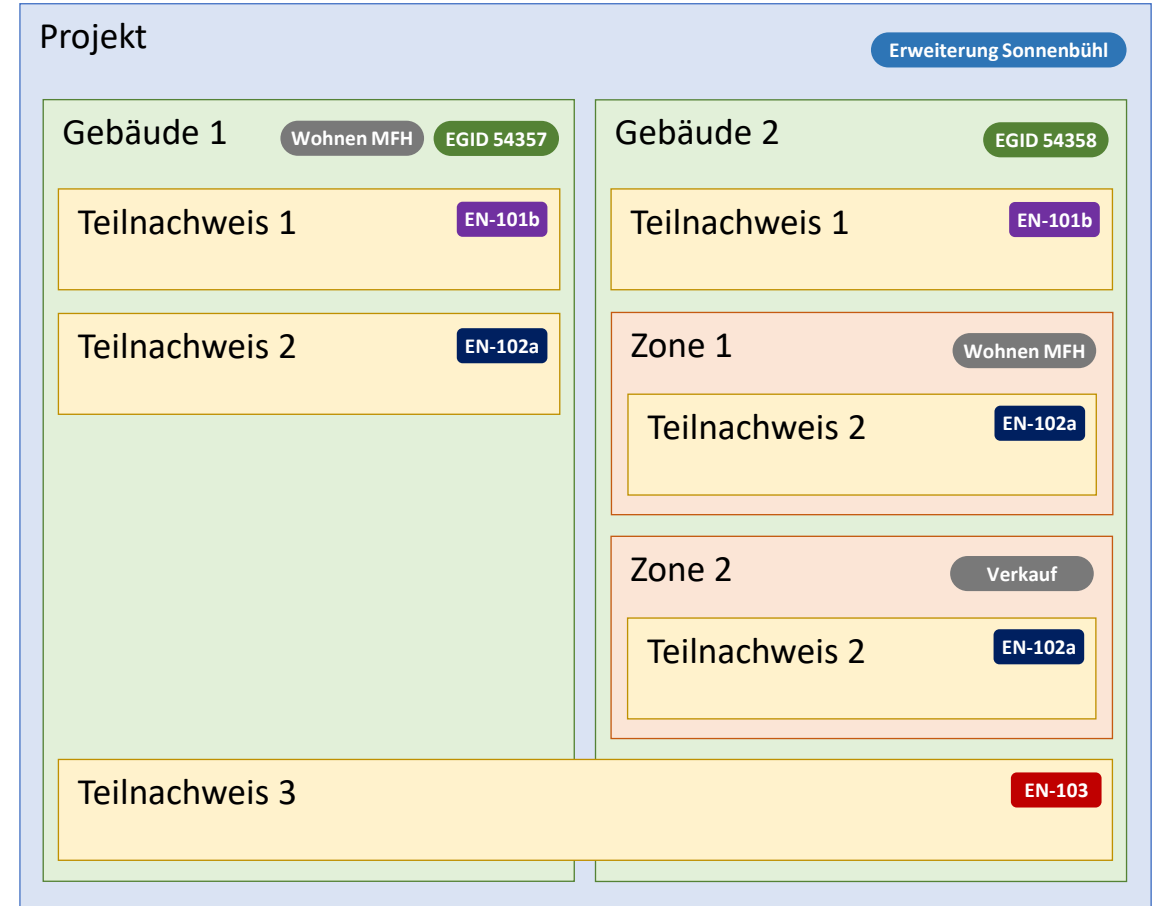 Projekt
Erweiterung Sonnenbühl
Gebäude 1 Wohnen MFH EGID 54357
Teilnachweis 1 EN-101b
Teilnachweis 2 EN-102a
Gebäude 2 EGID 54358
Teilnachweis 1 EN-101b
Zone 1 Wohnen MFH
Teilnachweis 2 EN-102a
Zone 2 Verkauf
Teilnachweis 2 EN-102a
Teilnachweis 3 EN-103